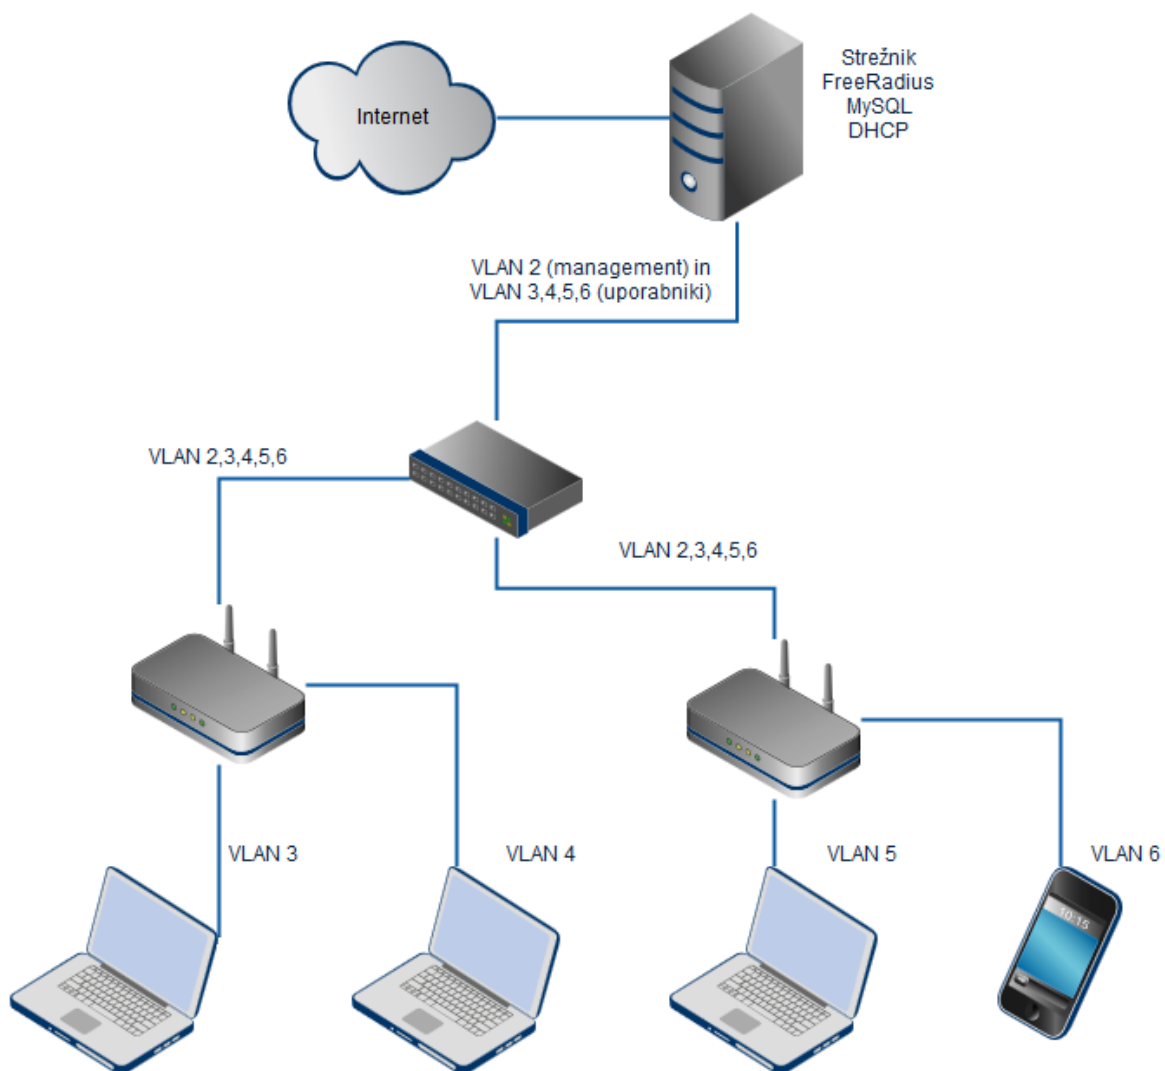 Internet
Strežnik
FreeRadius
MySQL
DHCP
VLAN 2 (management) in
VLAN 3,4,5,6 (uporabniki)
VLAN 2,3,4,5,6
VLAN 2,3,4,5,6
VLAN 3
VLAN 4
VLAN 5
VLAN 6
10:15